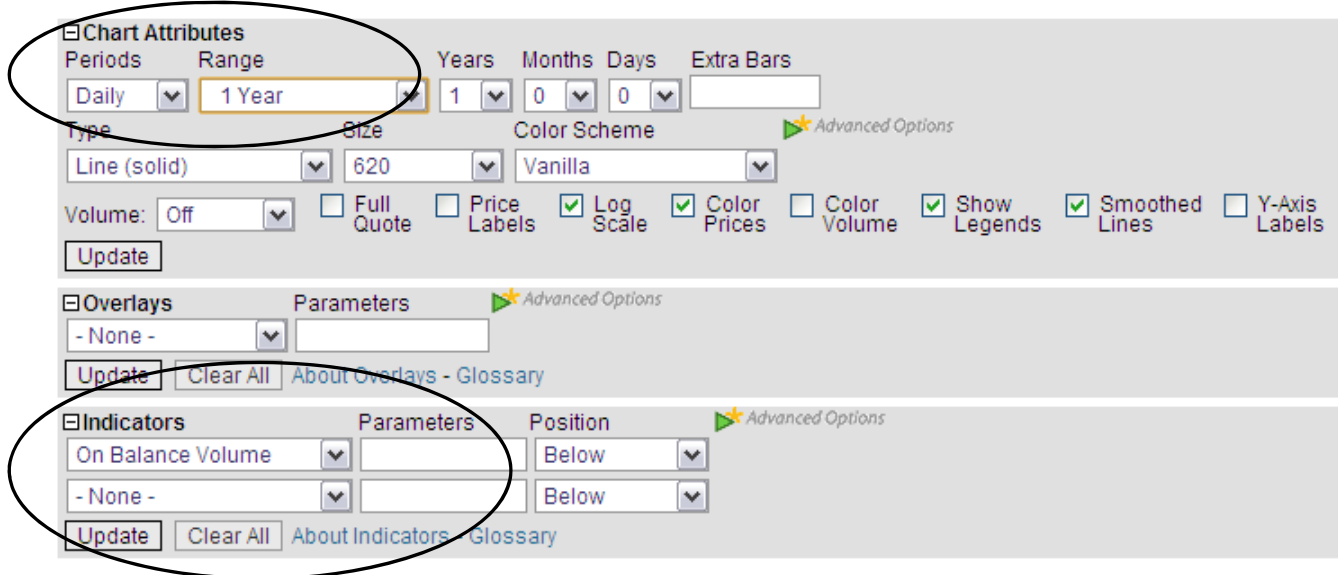 Chart Attributes
Periods Range Years Months Days Extra Bars
Daily 1 Year 1 0 0
Type Size Color Scheme Advanced Options
Line (solid) 620 Vanilla
Volume: Off Full Quote Price Labels Log Scale Color Prices Color Volume Show Legends Smoothed Lines Y-Axis Labels
Update
Overlays Parameters Advanced Options
- None -
Update Clear All About Overlays - Glossary
Indicators Parameters Position Advanced Options
On Balance Volume Below
- None - Below
Update Clear All About Indicators - Glossary